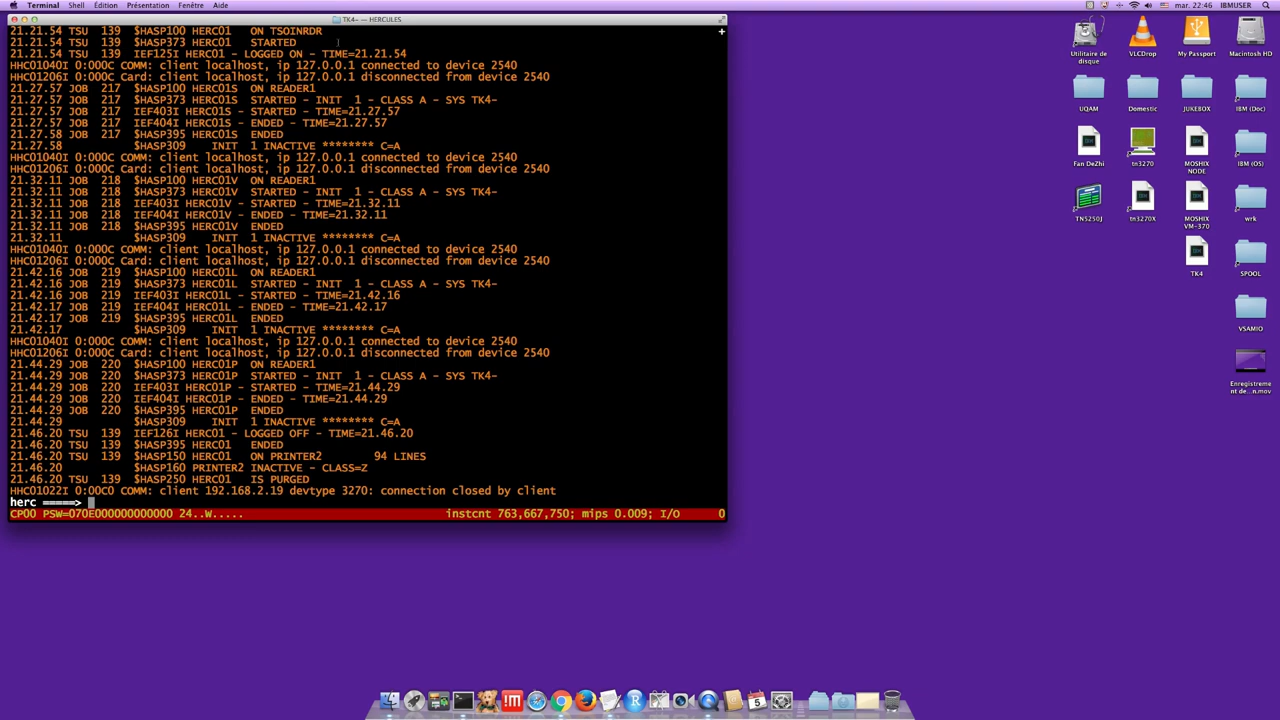 Terminal Shell Édition Présentation Fenêtre Aide mar. 22:46 IBMUSER
TK4- — HERCULES
21.21.54 TSU 139 $HASP100 HERC01 ON TSOINRDR
21.21.54 TSU 139 $HASP373 HERC01 STARTED
21.21.54 TSU 139 IEF125I HERC01 - LOGGED ON - TIME=21.21.54
HHC01040I 0:000C COMM: client localhost, ip 127.0.0.1 connected to device 2540
HHC01206I 0:000C Card: client localhost, ip 127.0.0.1 disconnected from device 2540
21.27.57 JOB 217 $HASP100 HERC01S ON READER1
21.27.57 JOB 217 $HASP373 HERC01S STARTED - INIT 1 - CLASS A - SYS TK4-
21.27.57 JOB 217 IEF403I HERC01S - STARTED - TIME=21.27.57
21.27.58 JOB 217 IEF404I HERC01S - ENDED - TIME=21.27.57
21.27.58 JOB 217 $HASP395 HERC01S ENDED
21.27.58 $HASP309 INIT 1 INACTIVE ******** C=A
HHC01040I 0:000C COMM: client localhost, ip 127.0.0.1 connected to device 2540
HHC01206I 0:000C Card: client localhost, ip 127.0.0.1 disconnected from device 2540
21.32.11 JOB 218 $HASP100 HERC01V ON READER1
21.32.11 JOB 218 $HASP373 HERC01V STARTED - INIT 1 - CLASS A - SYS TK4-
21.32.11 JOB 218 IEF403I HERC01V - STARTED - TIME=21.32.11
21.32.11 JOB 218 IEF404I HERC01V - ENDED - TIME=21.32.11
21.32.11 JOB 218 $HASP395 HERC01V ENDED
21.32.11 $HASP309 INIT 1 INACTIVE ******** C=A
HHC01040I 0:000C COMM: client localhost, ip 127.0.0.1 connected to device 2540
HHC01206I 0:000C Card: client localhost, ip 127.0.0.1 disconnected from device 2540
21.42.16 JOB 219 $HASP100 HERC01L ON READER1
21.42.16 JOB 219 $HASP373 HERC01L STARTED - INIT 1 - CLASS A - SYS TK4-
21.42.16 JOB 219 IEF403I HERC01L - STARTED - TIME=21.42.16
21.42.17 JOB 219 IEF404I HERC01L - ENDED - TIME=21.42.17
21.42.17 JOB 219 $HASP395 HERC01L ENDED
21.42.17 $HASP309 INIT 1 INACTIVE ******** C=A
HHC01040I 0:000C COMM: client localhost, ip 127.0.0.1 connected to device 2540
HHC01206I 0:000C Card: client localhost, ip 127.0.0.1 disconnected from device 2540
21.44.29 JOB 220 $HASP100 HERC01P ON READER1
21.44.29 JOB 220 $HASP373 HERC01P STARTED - INIT 1 - CLASS A - SYS TK4-
21.44.29 JOB 220 IEF403I HERC01P - STARTED - TIME=21.44.29
21.44.29 JOB 220 IEF404I HERC01P - ENDED - TIME=21.44.29
21.44.29 JOB 220 $HASP395 HERC01P ENDED
21.44.29 $HASP309 INIT 1 INACTIVE ******** C=A
21.46.20 TSU 139 IEF126I HERC01 - LOGGED OFF - TIME=21.46.20
21.46.20 TSU 139 $HASP395 HERC01 ENDED
21.46.20 TSU 139 $HASP150 HERC01 ON PRINTER2 94 LINES
21.46.20 $HASP160 PRINTER2 INACTIVE - CLASS=Z
21.46.20 TSU 139 $HASP250 HERC01 IS PURGED
HHC01022I 0:00C0 COMM: client 192.168.2.19 devtype 3270: connection closed by client
herc =====>
CP00 PSW=070E000000000000 24..W..... instcnt 763,667,750; mips 0.009; I/O 0
Utilitaire de disque
VLCDrop
My Passport
Macintosh HD
UQAM
Domestic
JUKEBOX
IBM (Doc)
Fan DeZhi
tn3270
MOSHIX NODE
IBM (OS)
TN5250J
tn3270X
MOSHIX VM-370
wrk
TK4
SPOOL
VSAMIO
Enregistrement de...n.mov